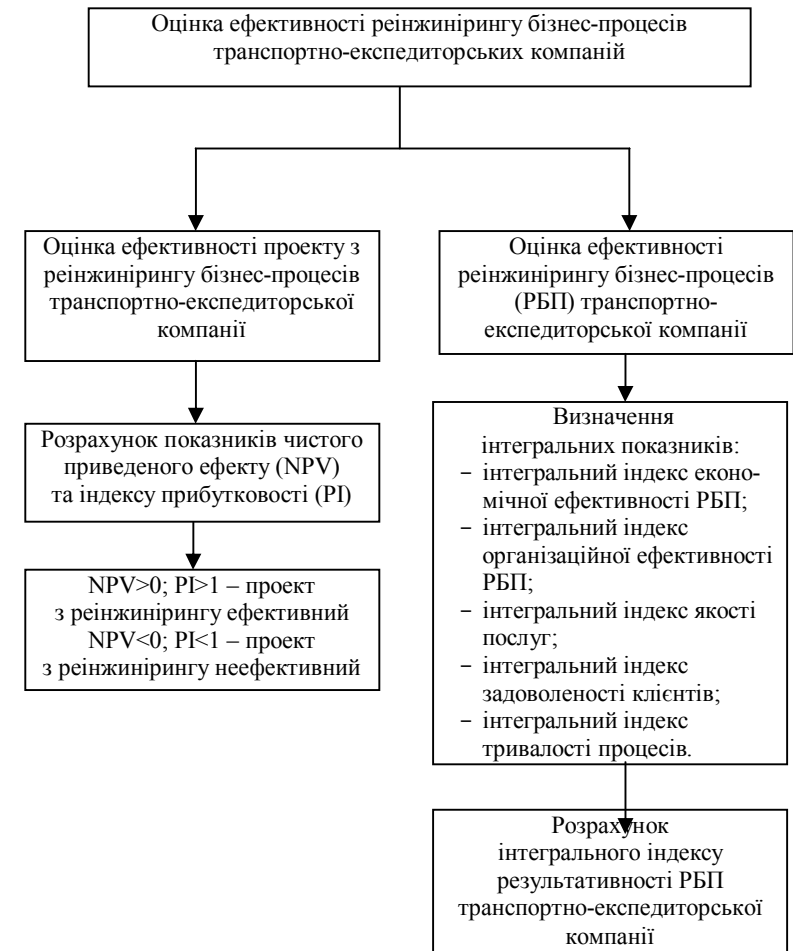 Оцінка ефективності реінжинірингу бізнес-процесів
транспортно-експедиторських компаній
Оцінка ефективності проекту з
реінжинірингу бізнес-процесів
транспортно-експедиторської
компанії
Розрахунок показників чистого
приведеного ефекту (NPV)
та індексу прибутковості (PI)
NPV>0; PI>1 – проект
з реінжинірингу ефективний
NPV<0; PI<1 – проект
з реінжинірингу неефективний
Оцінка ефективності
реінжинірингу бізнес-процесів
(РБП) транспортно-
експедиторської компанії
Визначення
інтегральних показників:
− інтегральний індекс еконо-
мічної ефективності РБП;
− інтегральний індекс
організаційної ефективності
РБП;
− інтегральний індекс якості
послуг;
− інтегральний індекс
задоволеності клієнтів;
− інтегральний індекс
тривалості процесів.
Розрахунок
інтегрального індексу
результативності РБП
транспортно-експедиторської
компанії